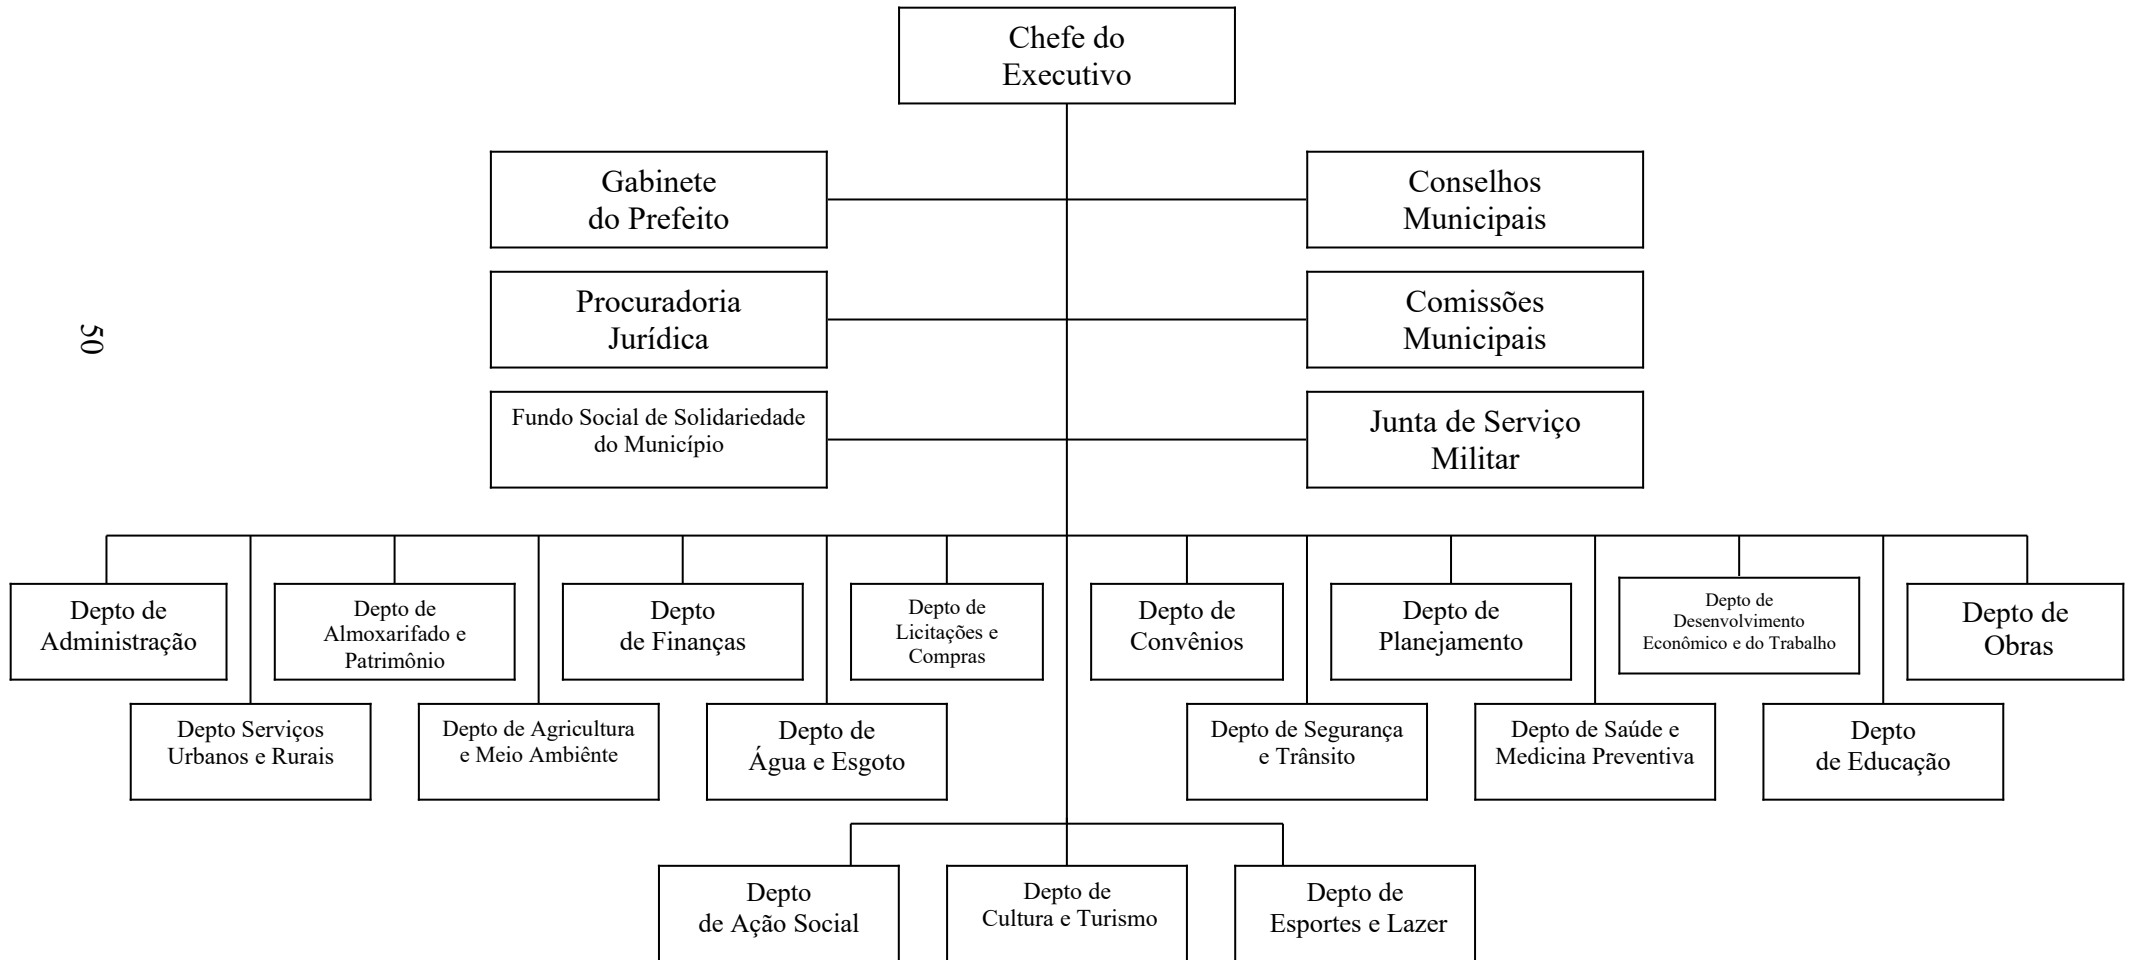 Chefe do
Executivo
Gabinete
do Prefeito
Conselhos
Municipais
Procuradoria
Jurídica
Comissões
Municipais
50
Fundo Social de Solidariedade
do Município
Junta de Serviço
Militar
Depto de
Administração
Depto de
Almoxarifado e
Patrimônio
Depto
de Finanças
Depto de
Licitações e
Compras
Depto de
Convênios
Depto de
Planejamento
Depto de
Desenvolvimento
Econômico e do Trabalho
Depto de
Obras
Depto Serviços
Urbanos e Rurais
Depto de Agricultura
e Meio Ambiênte
Depto de
Água e Esgoto
Depto de Segurança
e Trânsito
Depto de Saúde e
Medicina Preventiva
Depto
de Educação
Depto
de Ação Social
Depto de
Cultura e Turismo
Depto de
Esportes e Lazer